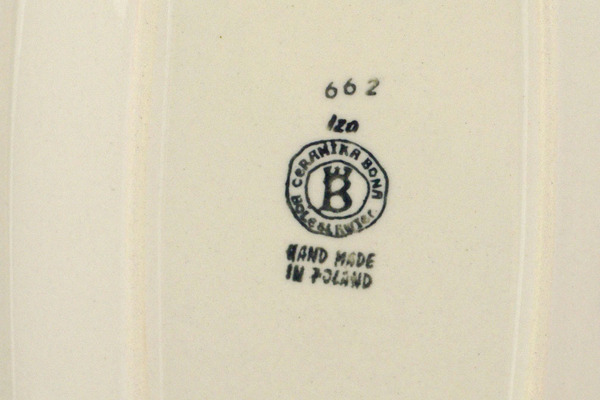 662
Iza
CERAMIKA BONA
B
BOLESŁAWIEC
HAND MADE
IN POLAND